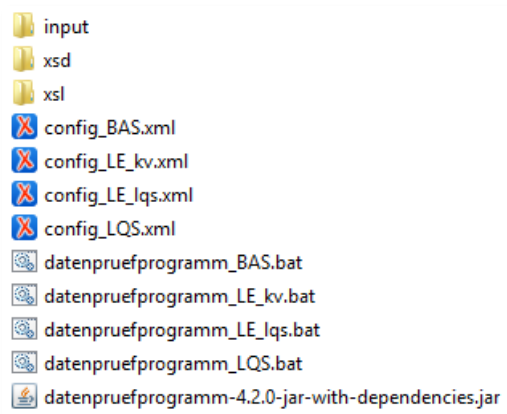 input
xsd
xsl
config_BAS.xml
config_LE_kv.xml
config_LE_lqs.xml
config_LQS.xml
datenpruefprogramm_BAS.bat
datenpruefprogramm_LE_kv.bat
datenpruefprogramm_LE_lqs.bat
datenpruefprogramm_LQS.bat
datenpruefprogramm-4.2.0-jar-with-dependencies.jar